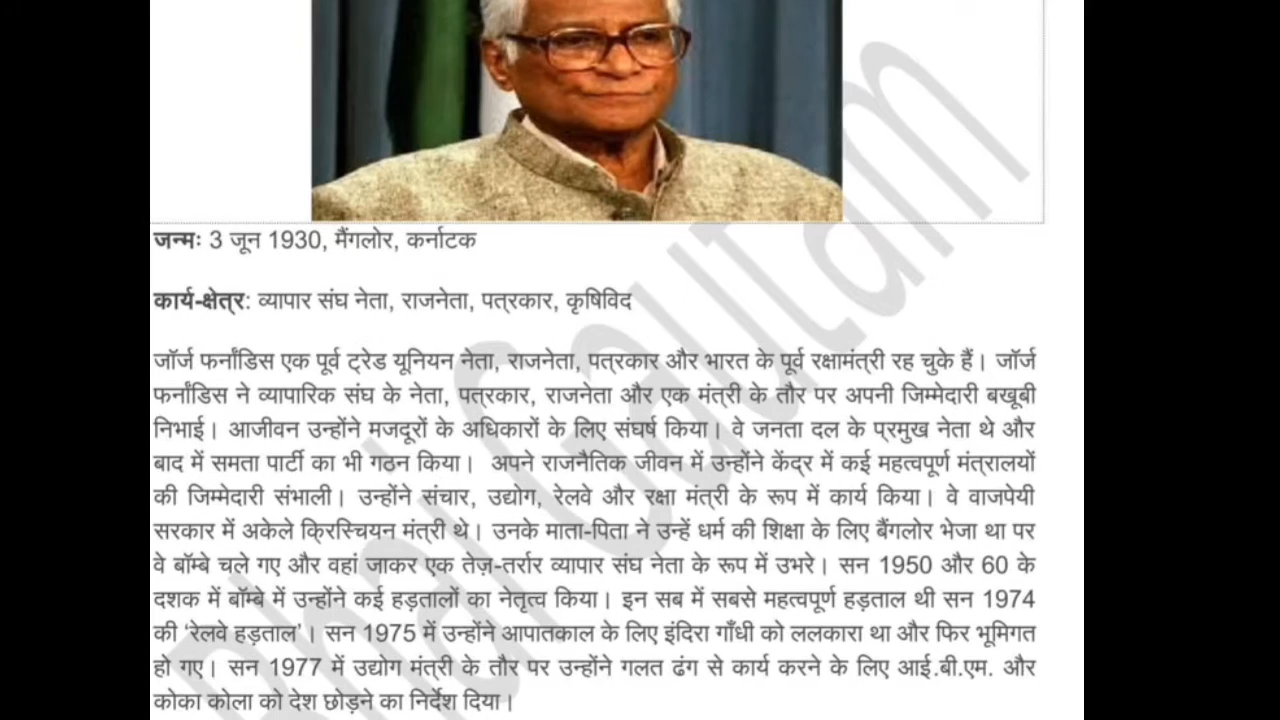 जन्मः 3 जून 1930, मैंगलोर, कर्नाटक
कार्य-क्षेत्र: व्यापार संघ नेता, राजनेता, पत्रकार, कृषिविद
जॉर्ज फर्नांडिस एक पूर्व ट्रेड यूनियन नेता, राजनेता, पत्रकार और भारत के पूर्व रक्षामंत्री रह चुके हैं। जॉर्ज
फर्नांडिस ने व्यापारिक संघ के नेता, पत्रकार, राजनेता और एक मंत्री के तौर पर अपनी जिम्मेदारी बखूबी
निभाई। आजीवन उन्होंने मजदूरों के अधिकारों के लिए संघर्ष किया। वे जनता दल के प्रमुख नेता थे और
बाद में समता पार्टी का भी गठन किया। अपने राजनैतिक जीवन में उन्होंने केंद्र में कई महत्वपूर्ण मंत्रालयों
की जिम्मेदारी संभाली। उन्होंने संचार, उद्योग, रेलवे और रक्षा मंत्री के रूप में कार्य किया। वे वाजपेयी
सरकार में अकेले क्रिस्चियन मंत्री थे। उनके माता-पिता ने उन्हें धर्म की शिक्षा के लिए बैंगलोर भेजा था पर
वे बॉम्बे चले गए और वहां जाकर एक तेज़-तर्रार व्यापार संघ नेता के रूप में उभरे। सन 1950 और 60 के
दशक में बॉम्बे में उन्होंने कई हड़तालों का नेतृत्व किया। इन सब में सबसे महत्वपूर्ण हड़ताल थी सन 1974
की ‘रेलवे हड़ताल’। सन 1975 में उन्होंने आपातकाल के लिए इंदिरा गाँधी को ललकारा था और फिर भूमिगत
हो गए। सन 1977 में उद्योग मंत्री के तौर पर उन्होंने गलत ढंग से कार्य करने के लिए आई.बी.एम. और
कोका कोला को देश छोड़ने का निर्देश दिया।
Gautam